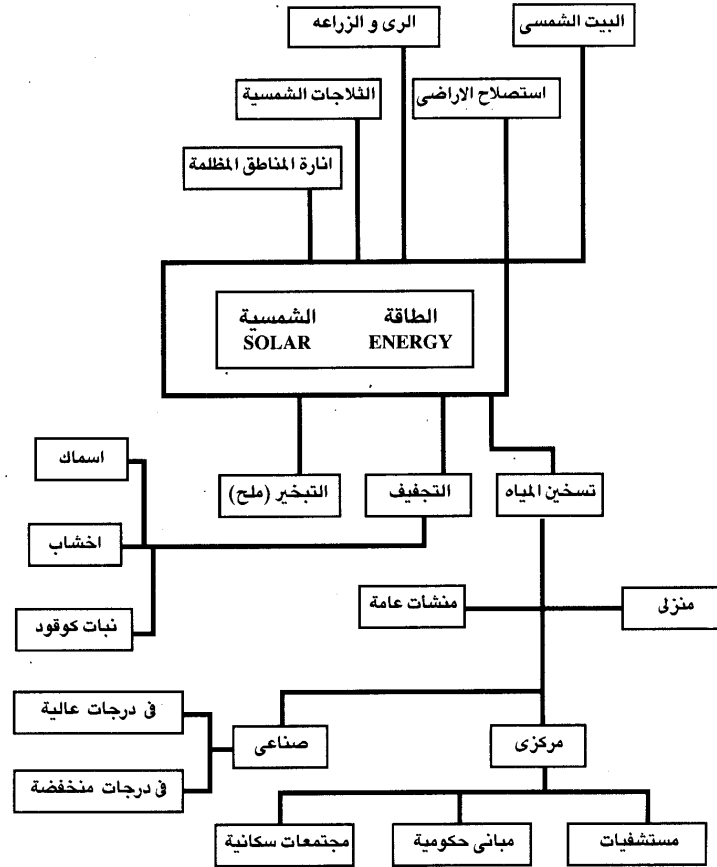 البيت الشمسى
الرى و الزراعه
استصلاح الاراضى
الثلاجات الشمسية
انارة المناطق المظلمة
الطاقة الشمسية
SOLAR ENERGY
تسخين المياه
التجفيف
التبخير (ملح)
اسماك
اخشاب
نبات كوقود
منزلى
منشأت عامة
مركزى
صناعى
فى درجات عالية
فى درجات منخفضة
مستشفيات
مبانى حكومية
مجتمعات سكانية